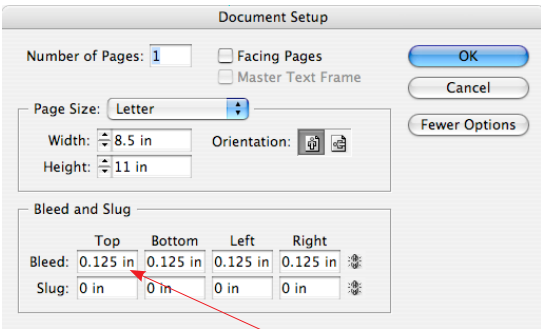 Document Setup
Number of Pages: 1
Facing Pages
Master Text Frame
OK
Cancel
Fewer Options
Page Size: Letter
Width: 8.5 in
Height: 11 in
Orientation:
Bleed and Slug
Top Bottom Left Right
Bleed: 0.125 in 0.125 in 0.125 in 0.125 in
Slug: 0 in 0 in 0 in 0 in